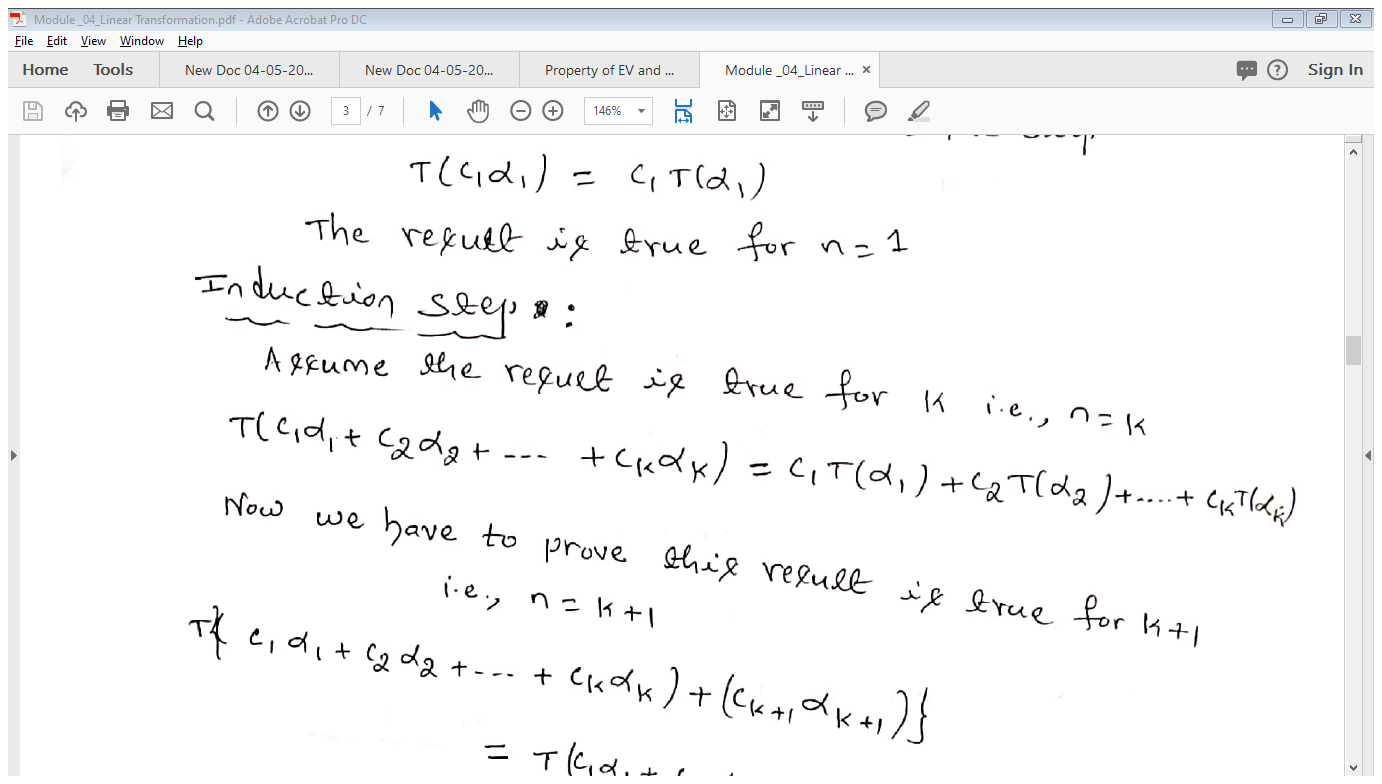 Module _04_Linear Transformation.pdf - Adobe Acrobat Pro DC
File Edit View Window Help
Home Tools New Doc 04-05-20... New Doc 04-05-20... Property of EV and ... Module _04_Linear ... × Sign In
3 / 7 146%
step
T(c₁α₁) = c₁T(α₁)
The result is true for n=1
Induction step :
Assume the result is true for k i.e., n=k
T(c₁α₁+c₂α₂+---- +cₖαₖ) = c₁T(α₁)+c₂T(α₂)+.....+cₖT(αₖ)
Now we have to prove this result is true for k+1
i.e., n=k+1
T{ c₁α₁+c₂α₂+---- + cₖαₖ)+(cₖ₊₁αₖ₊₁)}
= T(c₁α₁+